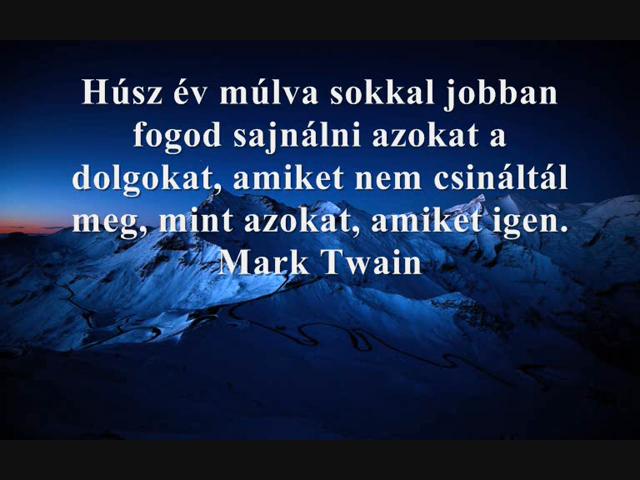 Húsz év múlva sokkal jobban
fogod sajnálni azokat a
dolgokat, amiket nem csináltál
meg, mint azokat, amiket igen.
Mark Twain